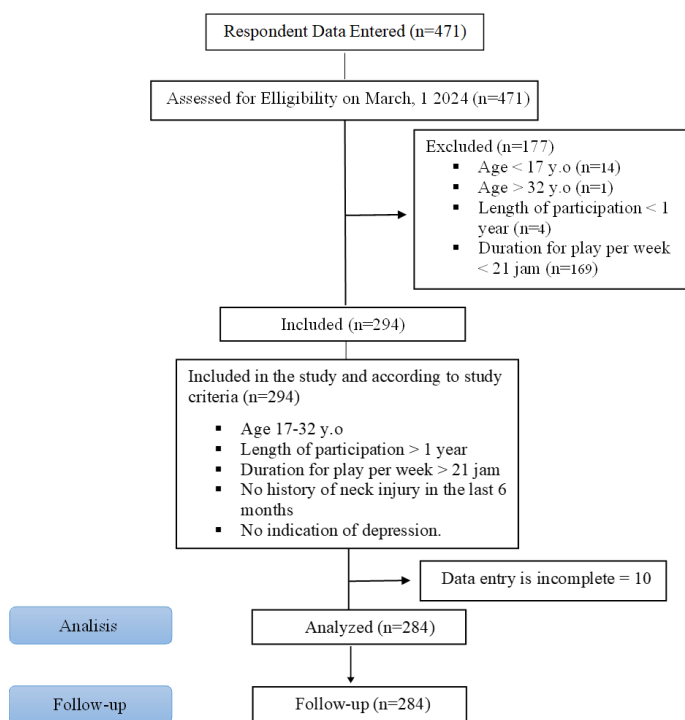 Respondent Data Entered (n=471)
Assessed for Elligibility on March, 1 2024 (n=471)
Excluded (n=177)
▪ Age < 17 y.o (n=14)
▪ Age > 32 y.o (n=1)
▪ Length of participation < 1
year (n=4)
▪ Duration for play per week
< 21 jam (n=169)
Included (n=294)
Included in the study and according to study
criteria (n=294)
▪ Age 17-32 y.o
▪ Length of participation > 1 year
▪ Duration for play per week > 21 jam
▪ No history of neck injury in the last 6
months
▪ No indication of depression.
Data entry is incomplete = 10
Analisis
Analyzed (n=284)
Follow-up
Follow-up (n=284)